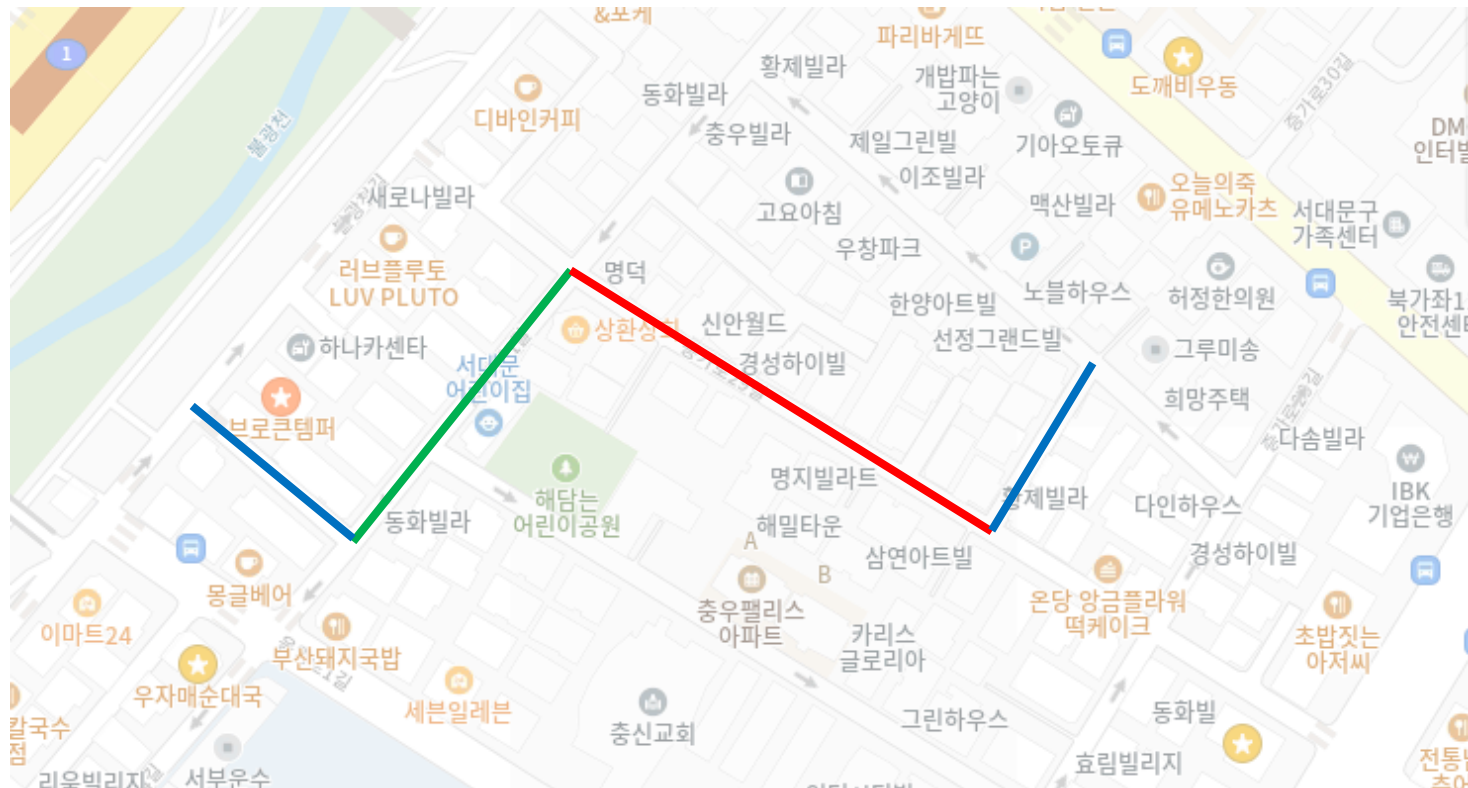 &포케
1
파리바게뜨
황제빌라
개밥파는
고양이
도깨비우동
증가로30길
동화빌라
디바인커피
불광천
충우빌라
제일그린빌
기아오토큐
이조빌라
새로나빌라
고요아침
맥산빌라
오늘의죽
유메노카츠
서대문구
가족센터
우창파크
P
명덕
러브플루토
LUV PLUTO
한양아트빌
노블하우스
허정한의원
상환상회
신안월드
선정그랜드빌
하나카센타
경성하이빌
그루미송
서대문
어린이집
희망주택
브로큰템퍼
다솜빌라
명지빌라트
황제빌라
다인하우스
IBK
기업은행
해담는
어린이공원
동화빌라
해밀타운
A
B
삼연아트빌
경성하이빌
몽글베어
충우팰리스
아파트
온당 앙금플라워
떡케이크
이마트24
부산돼지국밥
카리스
글로리아
초밥짓는
아저씨
우자매순대국
세븐일레븐
칼국수
점
충신교회
그린하우스
동화빌
효림빌리지
서부운수